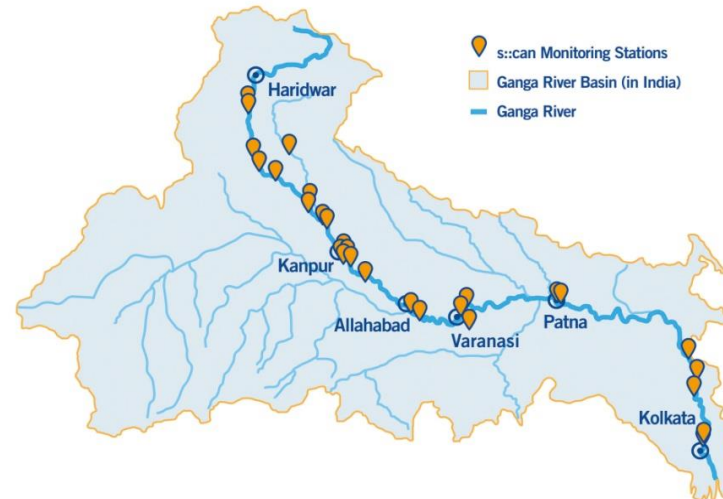 s::can Monitoring Stations
Ganga River Basin (in India)
Ganga River
Haridwar
Kanpur
Allahabad
Varanasi
Patna
Kolkata